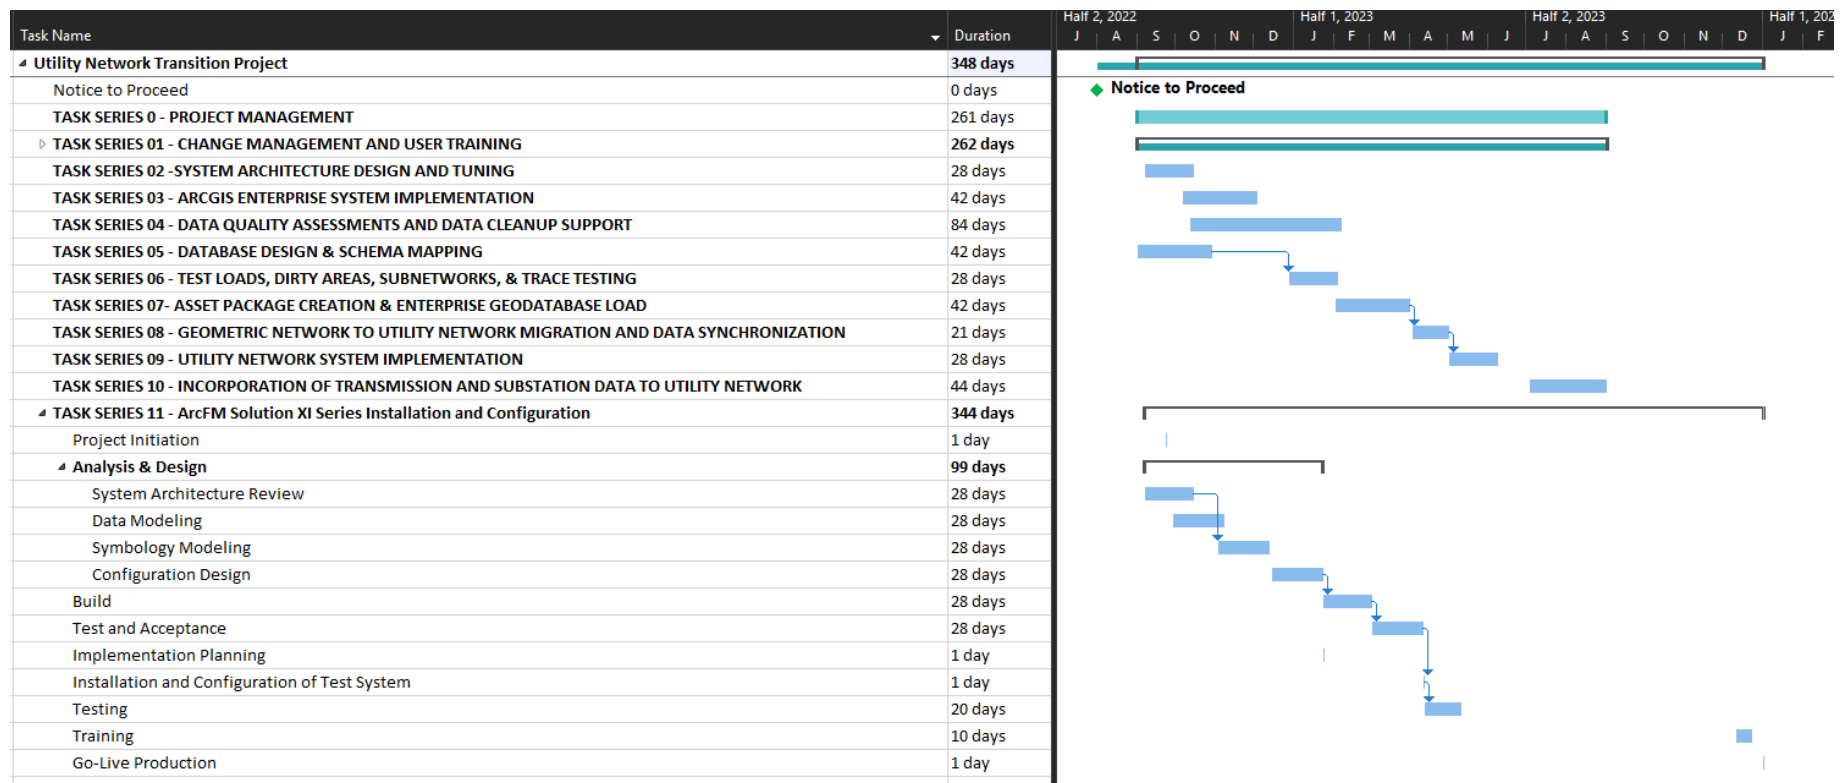 Half 2, 2022 Half 1, 2023 Half 2, 2023 Half 1, 202
Task Name Duration J A S O N D J F M A M J J A S O N D J F
Utility Network Transition Project 348 days
Notice to Proceed 0 days Notice to Proceed
TASK SERIES 0 - PROJECT MANAGEMENT 261 days
TASK SERIES 01 - CHANGE MANAGEMENT AND USER TRAINING 262 days
TASK SERIES 02 -SYSTEM ARCHITECTURE DESIGN AND TUNING 28 days
TASK SERIES 03 - ARCGIS ENTERPRISE SYSTEM IMPLEMENTATION 42 days
TASK SERIES 04 - DATA QUALITY ASSESSMENTS AND DATA CLEANUP SUPPORT 84 days
TASK SERIES 05 - DATABASE DESIGN & SCHEMA MAPPING 42 days
TASK SERIES 06 - TEST LOADS, DIRTY AREAS, SUBNETWORKS, & TRACE TESTING 28 days
TASK SERIES 07- ASSET PACKAGE CREATION & ENTERPRISE GEODATABASE LOAD 42 days
TASK SERIES 08 - GEOMETRIC NETWORK TO UTILITY NETWORK MIGRATION AND DATA SYNCHRONIZATION 21 days
TASK SERIES 09 - UTILITY NETWORK SYSTEM IMPLEMENTATION 28 days
TASK SERIES 10 - INCORPORATION OF TRANSMISSION AND SUBSTATION DATA TO UTILITY NETWORK 44 days
TASK SERIES 11 - ArcFM Solution XI Series Installation and Configuration 344 days
Project Initiation 1 day
Analysis & Design 99 days
System Architecture Review 28 days
Data Modeling 28 days
Symbology Modeling 28 days
Configuration Design 28 days
Build 28 days
Test and Acceptance 28 days
Implementation Planning 1 day
Installation and Configuration of Test System 1 day
Testing 20 days
Training 10 days
Go-Live Production 1 day